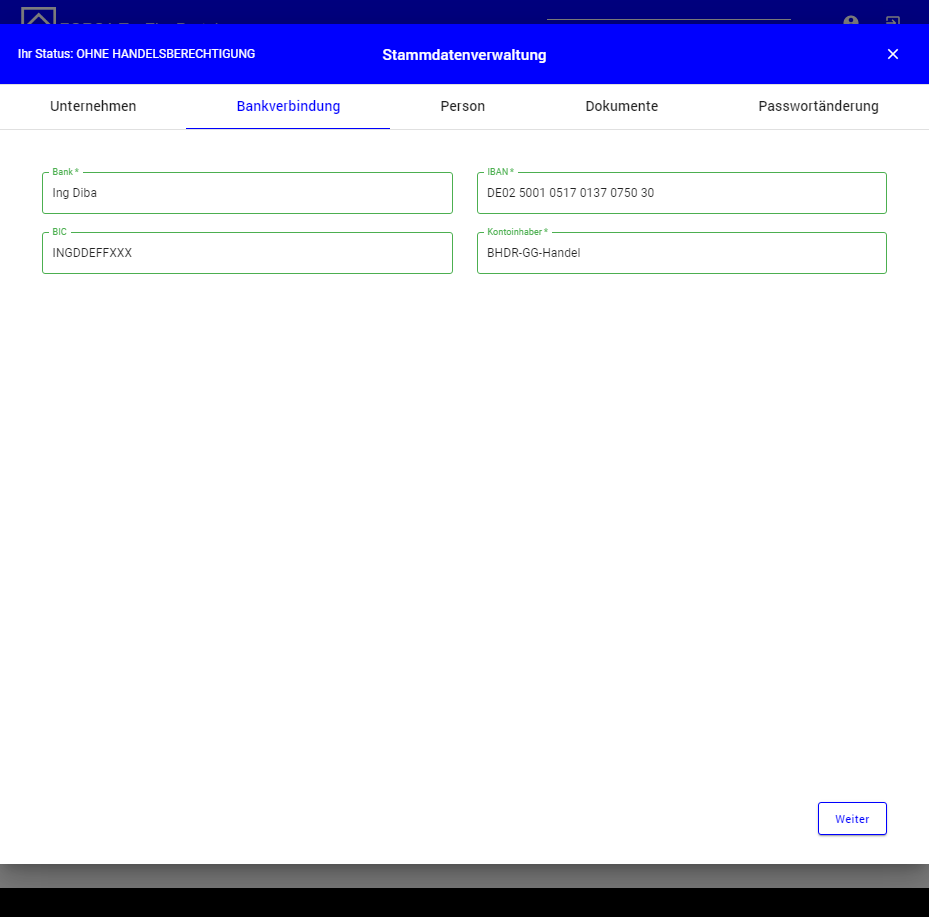 Ihr Status: OHNE HANDELSBERECHTIGUNG
Stammdatenverwaltung
Unternehmen
Bankverbindung
Person
Dokumente
Passwortänderung
Bank *
Ing Diba
IBAN *
DE02 5001 0517 0137 0750 30
BIC
INGDDEFFXXX
Kontoinhaber *
BHDR-GG-Handel
Weiter